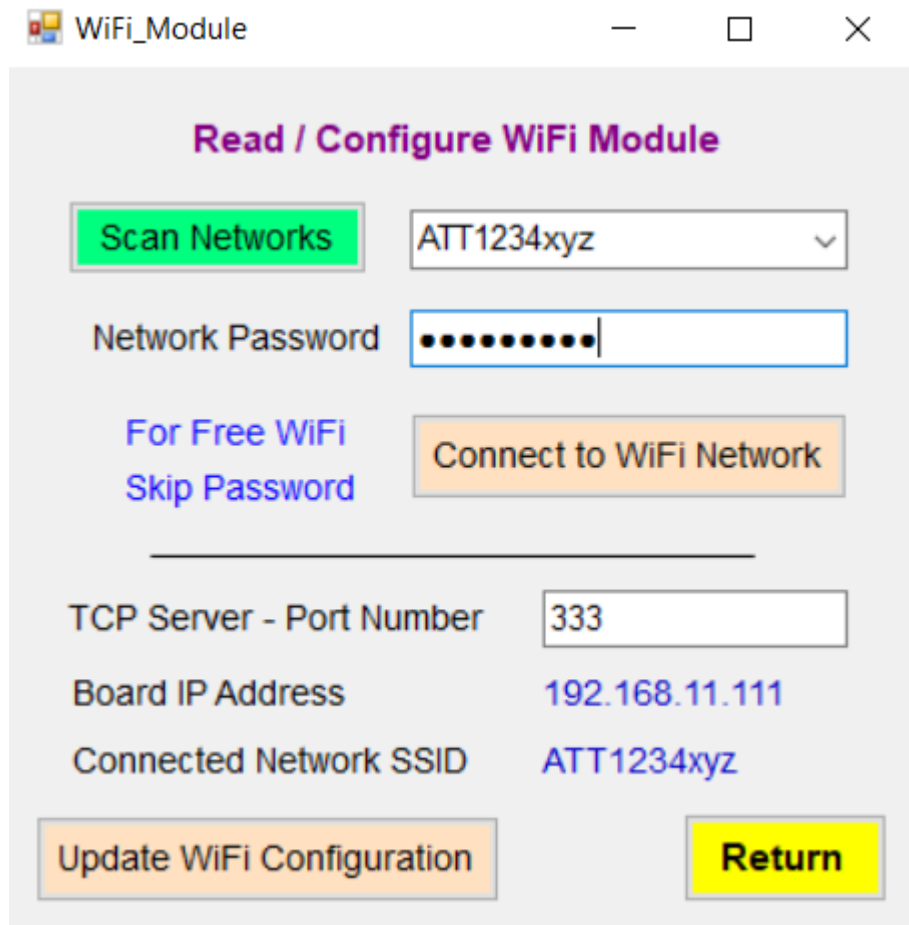 WiFi_Module
Read / Configure WiFi Module
Scan Networks ATT1234xyz
Network Password •••••••••
For Free WiFi
Skip Password
Connect to WiFi Network
TCP Server - Port Number 333
Board IP Address 192.168.11.111
Connected Network SSID ATT1234xyz
Update WiFi Configuration Return